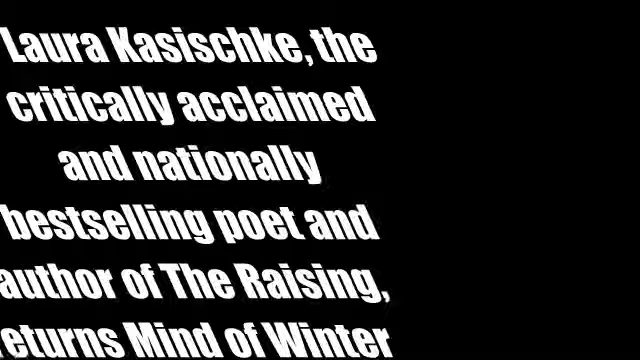 Laura Kasischke, the
critically acclaimed
and nationally
bestselling poet and
author of The Raising,
returns Mind of Winter